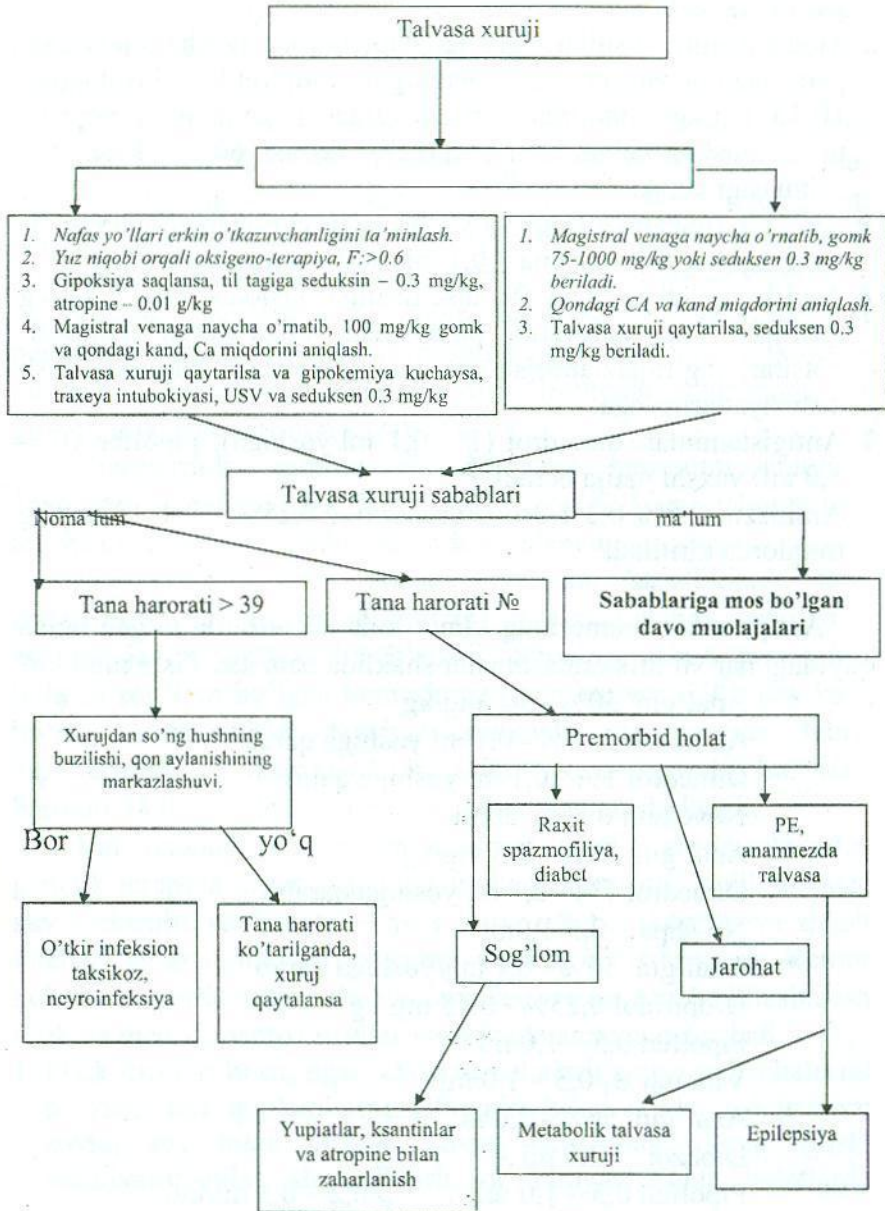 Talvasa xuruji
1. Nafas yo'llari erkin o'tkazuvchanligini ta'minlash.
2. Yuz niqobi orqali oksigeno-terapiya, F:>0.6
3. Gipoksiya saqlansa, til tagiga seduksin – 0.3 mg/kg,
atropine – 0.01 g/kg
4. Magistral venaga naycha o'rnatib, 100 mg/kg gomk
va qondagi kand, Ca miqdorini aniqlash.
5. Talvasa xuruji qaytarilsa va gipokemiya kuchaysa,
traxeya intubokiyasi, USV va seduksen 0.3 mg/kg
1. Magistral venaga naycha o'rnatib, gomk
75-1000 mg/kg yoki seduksen 0.3 mg/kg
beriladi.
2. Qondagi CA va kand miqdorini aniqlash.
3. Talvasa xuruji qaytarilsa, seduksen 0.3
mg/kg beriladi.
Talvasa xuruji sabablari
Noma'lum
ma'lum
Tana harorati > 39
Tana harorati №
Sabablariga mos bo'lgan
davo muolajalari
Xurujdan so'ng hushning
buzilishi, qon aylanishining
markazlashuvi.
Premorbid holat
Bor
yo'q
Raxit
spazmofiliya,
diabet
PE,
anamnezda
talvasa
O'tkir infeksion
taksikoz,
neyroinfeksiya
Tana harorati
ko'tarilganda,
xuruj
qaytalansa
Sog'lom
Jarohat
Yupiatlar, ksantinlar
va atropine bilan
zaharlanish
Metabolik talvasa
xuruji
Epilepsiya